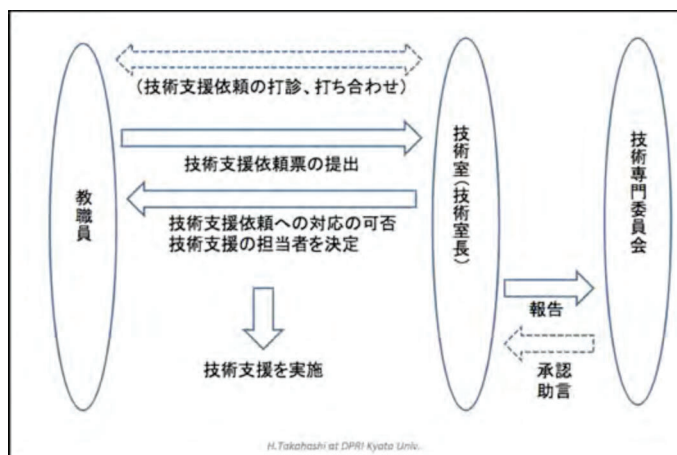 (技術支援依頼の打診、打ち合わせ)
技術支援依頼票の提出
教職員
技術支援依頼への対応の可否
技術支援の担当者を決定
技術支援を実施
技術室(技術室長)
報告
承認
助言
技術専門委員会
H.Takahashi at DPRI Kyoto Univ.